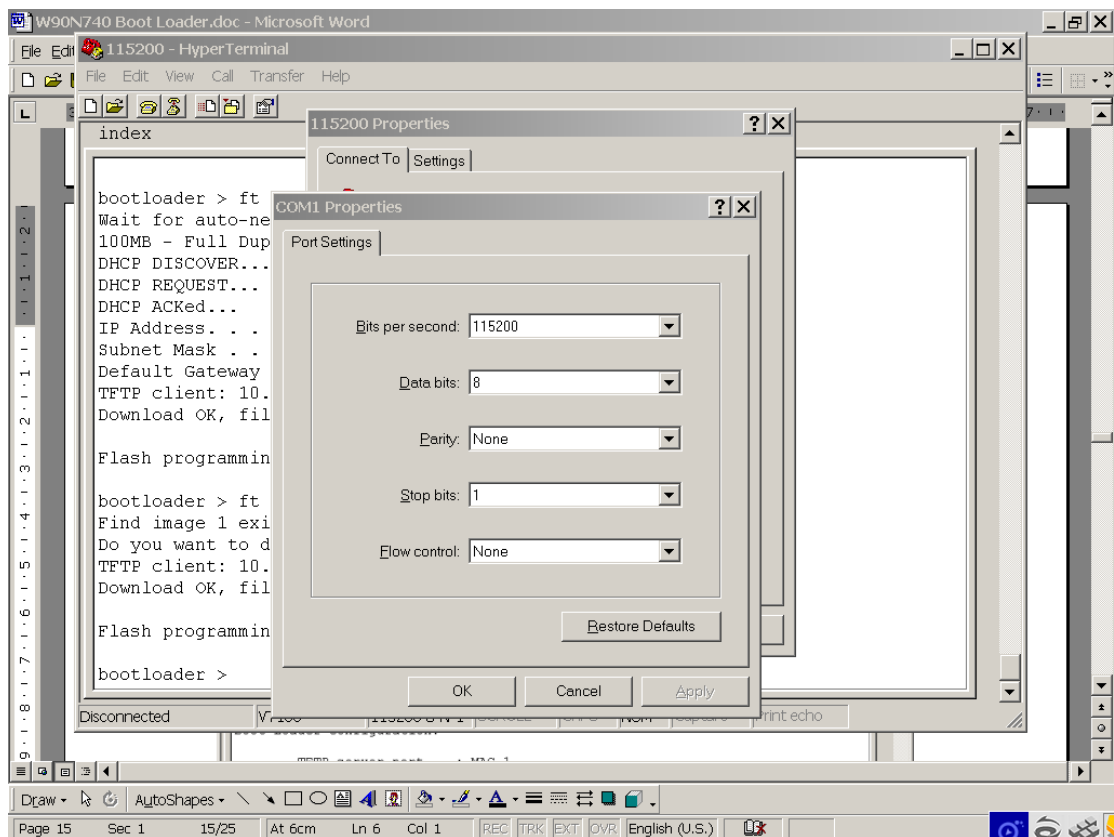 W90N740 Boot Loader.doc - Microsoft Word
File Edit
115200 - HyperTerminal
File Edit View Call Transfer Help
115200 Properties
Connect To Settings
index
COM1 Properties
Port Settings
Bits per second: 115200
Data bits: 8
Parity: None
Stop bits: 1
Flow control: None
Restore Defaults
OK Cancel Apply
bootloader > ft
Wait for auto-ne
100MB - Full Dup
DHCP DISCOVER...
DHCP REQUEST...
DHCP ACKed...
IP Address. . .
Subnet Mask . .
Default Gateway
TFTP client: 10.
Download OK, fil
Flash programmin
bootloader > ft
Find image 1 exi
Do you want to d
TFTP client: 10.
Download OK, fil
Flash programmin
bootloader >
Disconnected
Print echo
Draw AutoShapes
Page 15 Sec 1 15/25 At 6cm Ln 6 Col 1 REC TRK EXT OVR English (U.S.)